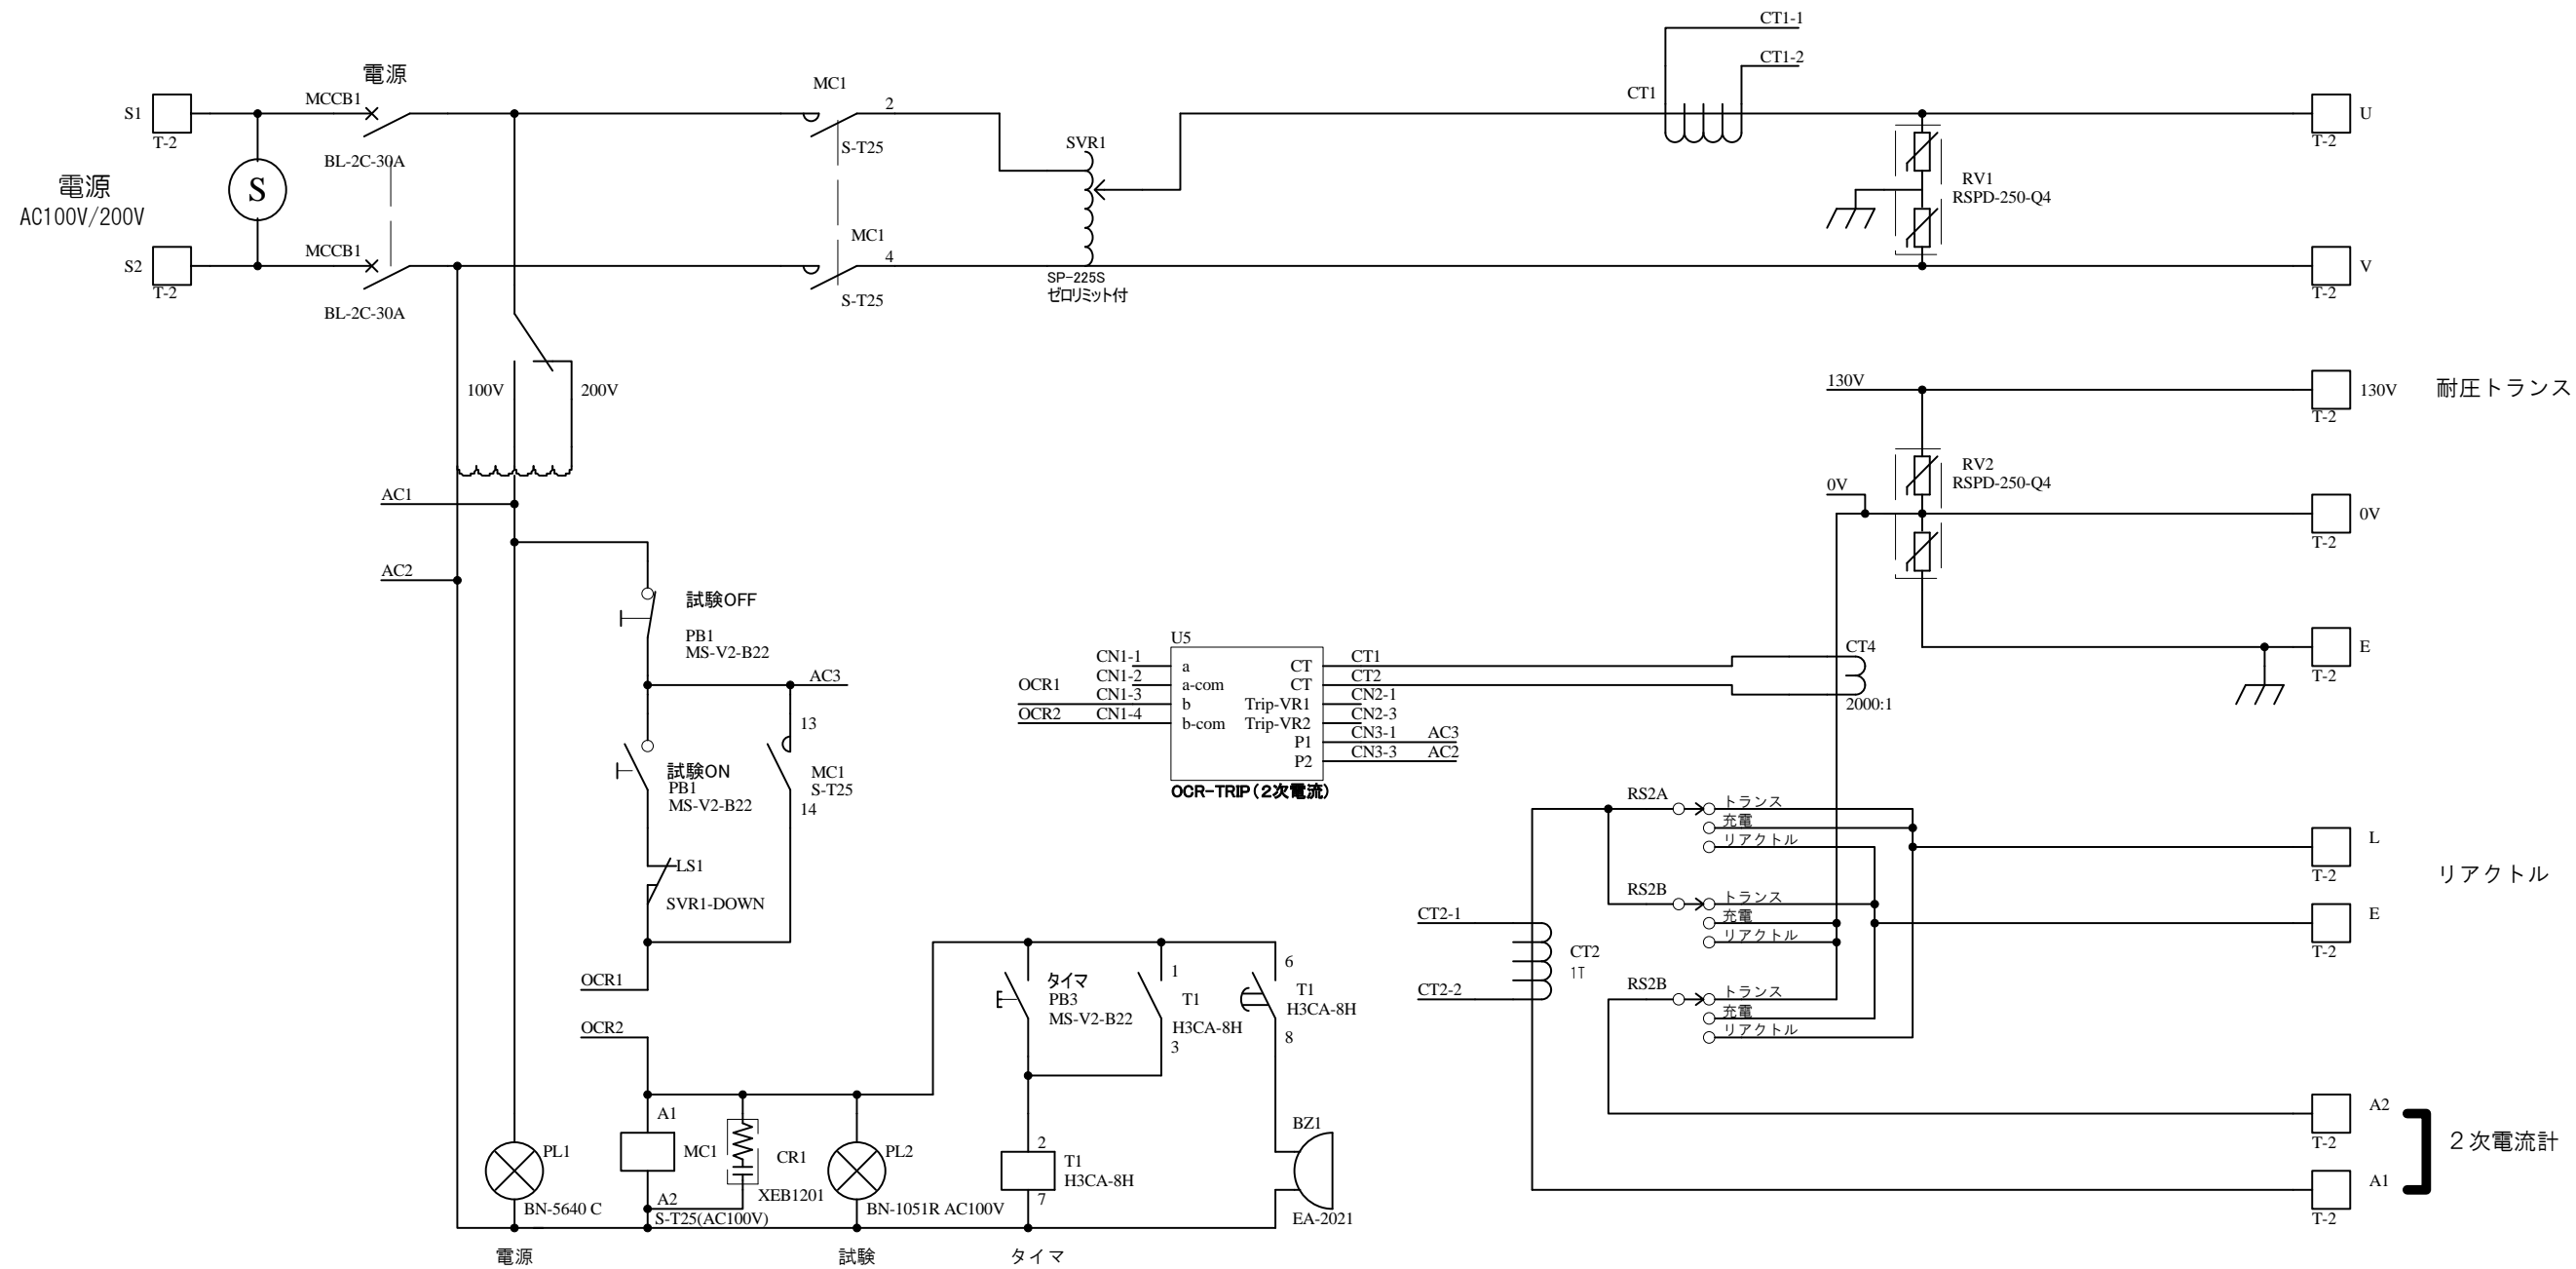 CT1-1
CT1-2
電源
MCCB1
MC1
2
CT1
S1
T-2
BL-2C-30A
S-T25
SVR1
U
T-2
電源
AC100V/200V
S
RV1
RSPD-250-Q4
MCCB1
MC1
4
S2
T-2
BL-2C-30A
S-T25
SP-225S
ゼロリミット付
V
T-2
100V
200V
130V
130V
T-2
耐圧トランス
AC1
RV2
RSPD-250-Q4
0V
0V
T-2
AC2
試験OFF
PB1
MS-V2-B22
AC3
13
MC1
S-T25
14
試験ON
PB1
MS-V2-B22
LS1
SVR1-DOWN
OCR1
OCR2
U5
CN1-1
a
CT
CT1
CN1-2
a-com
CT
CT2
OCR1
CN1-3
b
Trip-VR1
CN2-1
OCR2
CN1-4
b-com
Trip-VR2
CN2-3
P1
CN3-1
AC3
P2
CN3-3
AC2
OCR-TRIP(2次電流)
CT4
2000:1
E
T-2
RS2A
トランス
充電
リアクトル
L
T-2
リアクトル
RS2B
トランス
充電
リアクトル
E
T-2
CT2-1
CT2
1T
CT2-2
RS2B
トランス
充電
リアクトル
タイマ
PB3
MS-V2-B22
1
T1
H3CA-8H
3
6
T1
H3CA-8H
8
A2
T-2
2次電流計
A1
T-2
PL1
BN-5640 C
A1
MC1
A2
S-T25(AC100V)
CR1
XEB1201
PL2
BN-1051R AC100V
2
T1
H3CA-8H
7
BZ1
EA-2021
電源
試験
タイマ